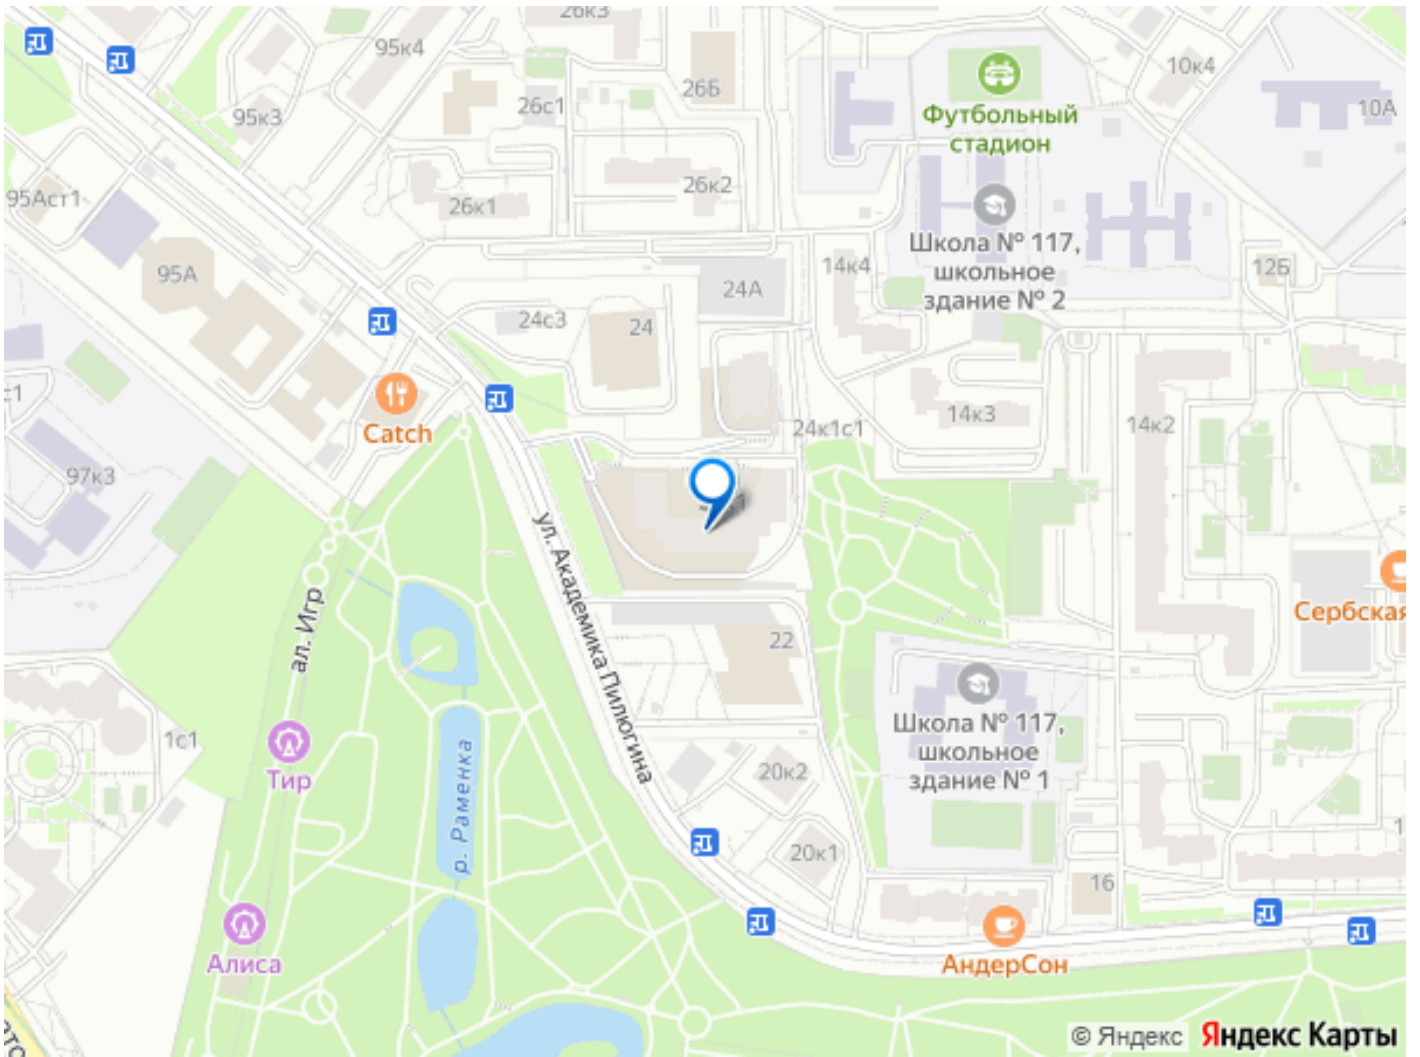 26к3
95к4
26Б
10к4
10А
26с1
95к3
Футбольный
стадион
26к2
95Аст1
26к1
Школа № 117,
школьное
здание № 2
14к4
12Б
95А
24А
24с3
24
Catch
14к3
24к1с1
14к2
97к3
ул. Академика Пилюгина
ал. Игр
Сербская
22
Школа № 117,
школьное
здание № 1
1с1
Тир
р. Раменка
20к2
20к1
16
Алиса
АндерСон
© Яндекс Яндекс Карты